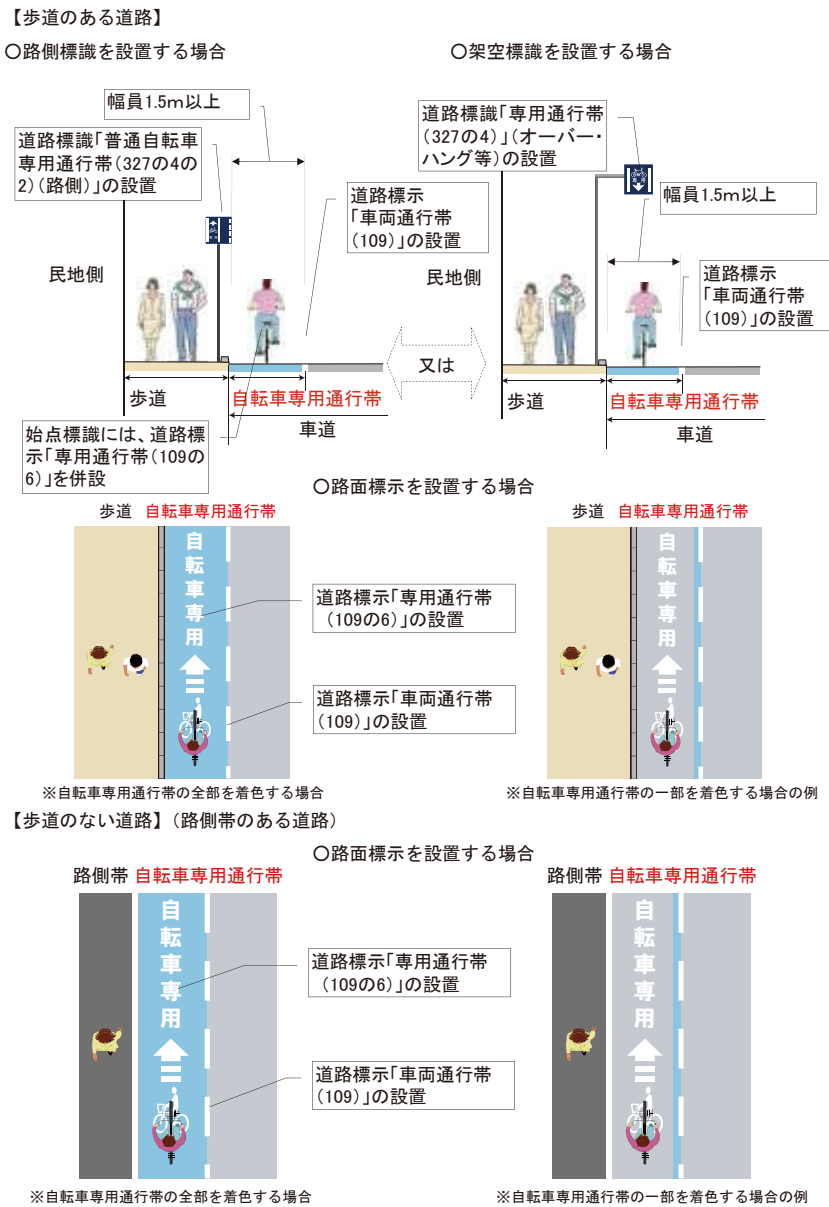 【歩道のある道路】
○路側標識を設置する場合
○架空標識を設置する場合
幅員1.5m以上
道路標識「普通自転車
専用通行帯(327の4の
2)(路側)」の設置
道路標示
「車両通行帯
(109)」の設置
民地側
歩道
自転車専用通行帯
車道
始点標識には、道路標
示「専用通行帯(109の
6)」を併設
又は
道路標識「専用通行帯
(327の4)」(オーバー・
ハング等)の設置
幅員1.5m以上
民地側
道路標示
「車両通行帯
(109)」の設置
歩道
自転車専用通行帯
車道
○路面標示を設置する場合
歩道 自転車専用通行帯
自転車専用
道路標示「専用通行帯
(109の6)」の設置
道路標示「車両通行帯
(109)」の設置
※自転車専用通行帯の全部を着色する場合
歩道 自転車専用通行帯
自転車専用
※自転車専用通行帯の一部を着色する場合の例
【歩道のない道路】(路側帯のある道路)
○路面標示を設置する場合
路側帯 自転車専用通行帯
自転車専用
道路標示「専用通行帯
(109の6)」の設置
道路標示「車両通行帯
(109)」の設置
※自転車専用通行帯の全部を着色する場合
路側帯 自転車専用通行帯
自転車専用
※自転車専用通行帯の一部を着色する場合の例